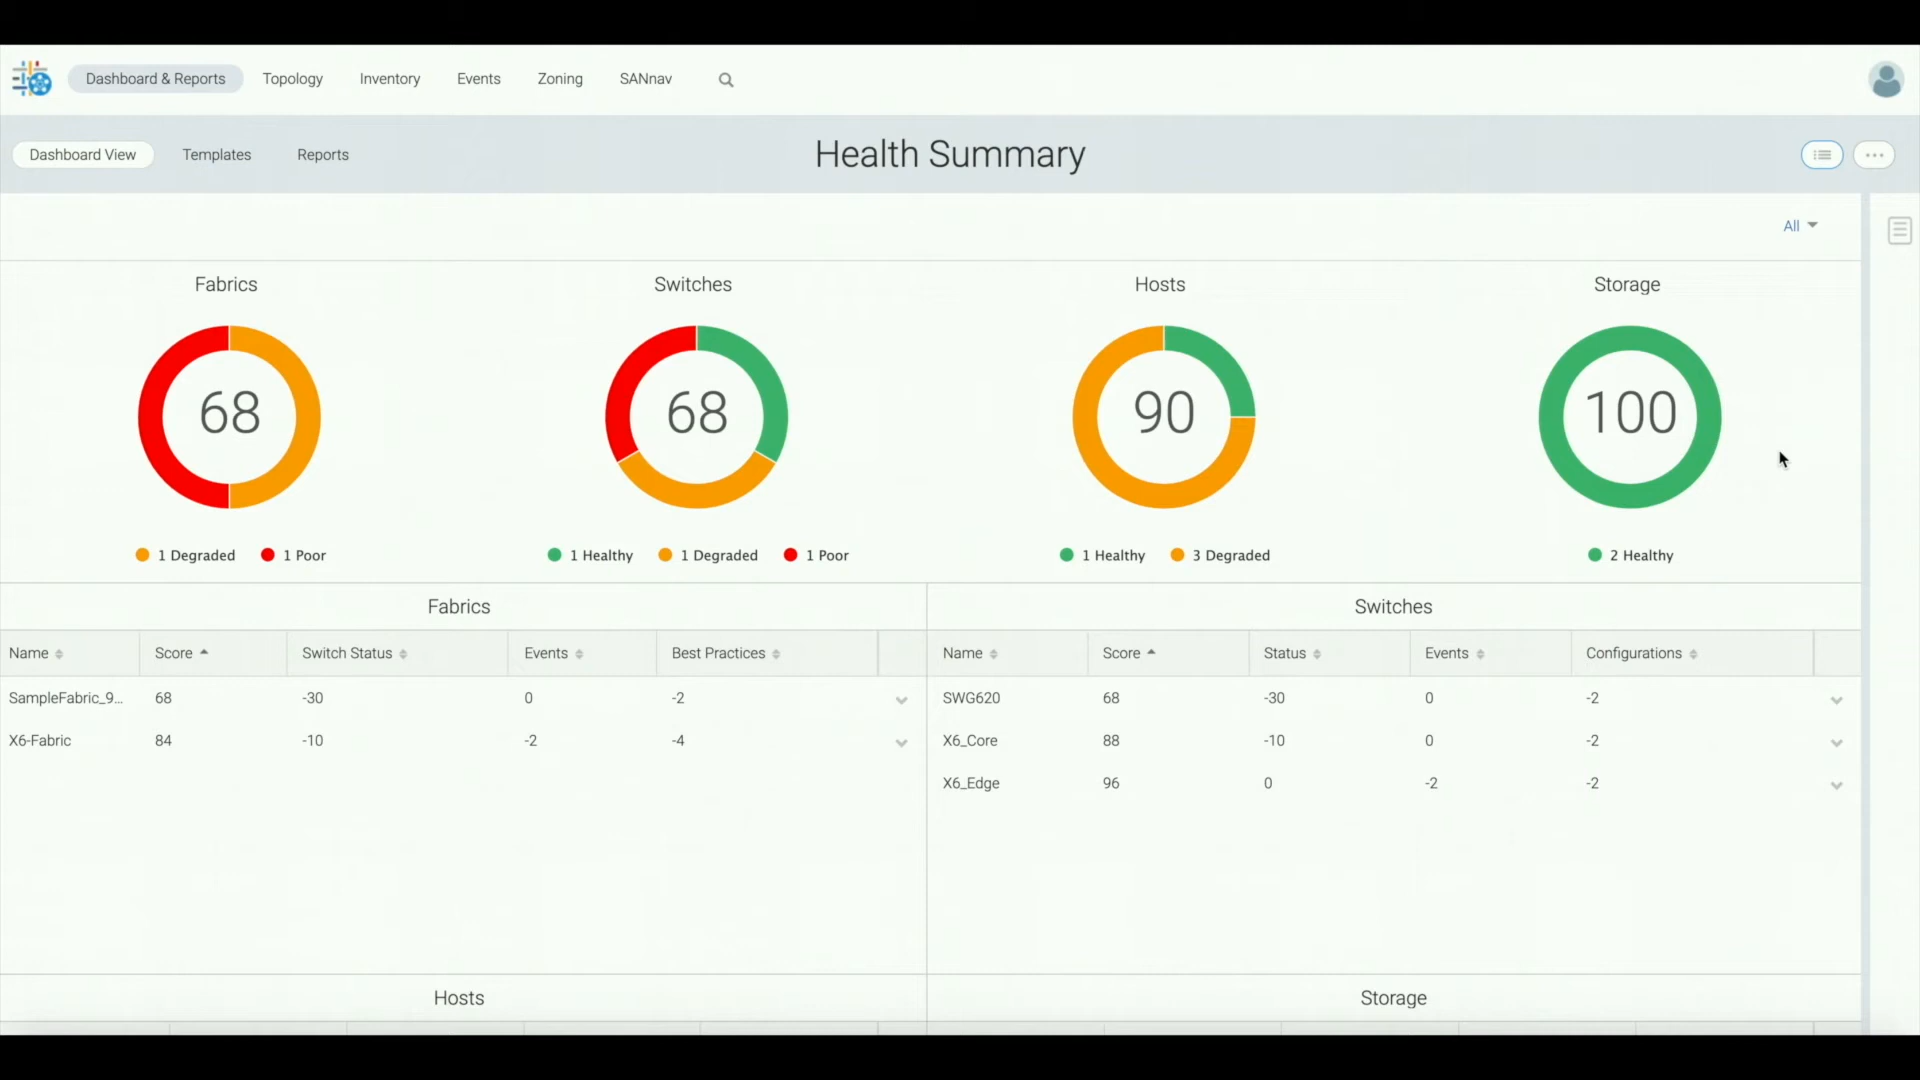 Dashboard & Reports Topology Inventory Events Zoning SANnav
Dashboard View Templates Reports Health Summary
All
Fabrics Switches Hosts Storage
68 68 90 100
1 Degraded 1 Poor 1 Healthy 1 Degraded 1 Poor 1 Healthy 3 Degraded 2 Healthy
Fabrics Switches
Name Score Switch Status Events Best Practices Name Score Status Events Configurations
SampleFabric_9... 68 -30 0 -2 SWG620 68 -30 0 -2
X6-Fabric 84 -10 -2 -4 X6_Core 88 -10 0 -2
X6_Edge 96 0 -2 -2
Hosts Storage